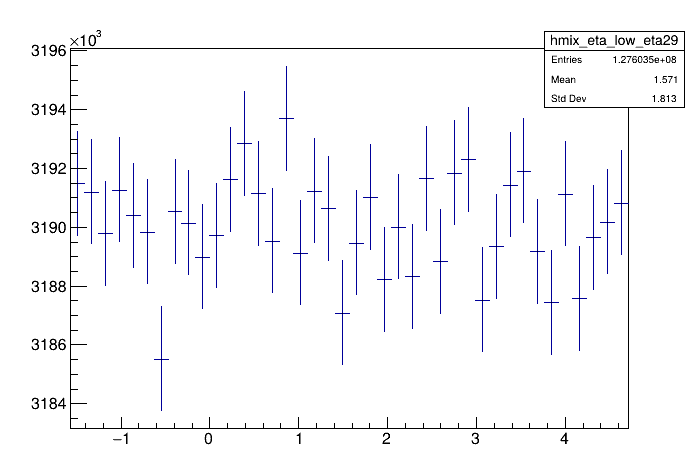 ×10³
hmix_eta_low_eta29
Entries 1.276035e+08
Mean 1.571
Std Dev 1.813
3196
3194
3192
3190
3188
3186
3184
−1 0 1 2 3 4